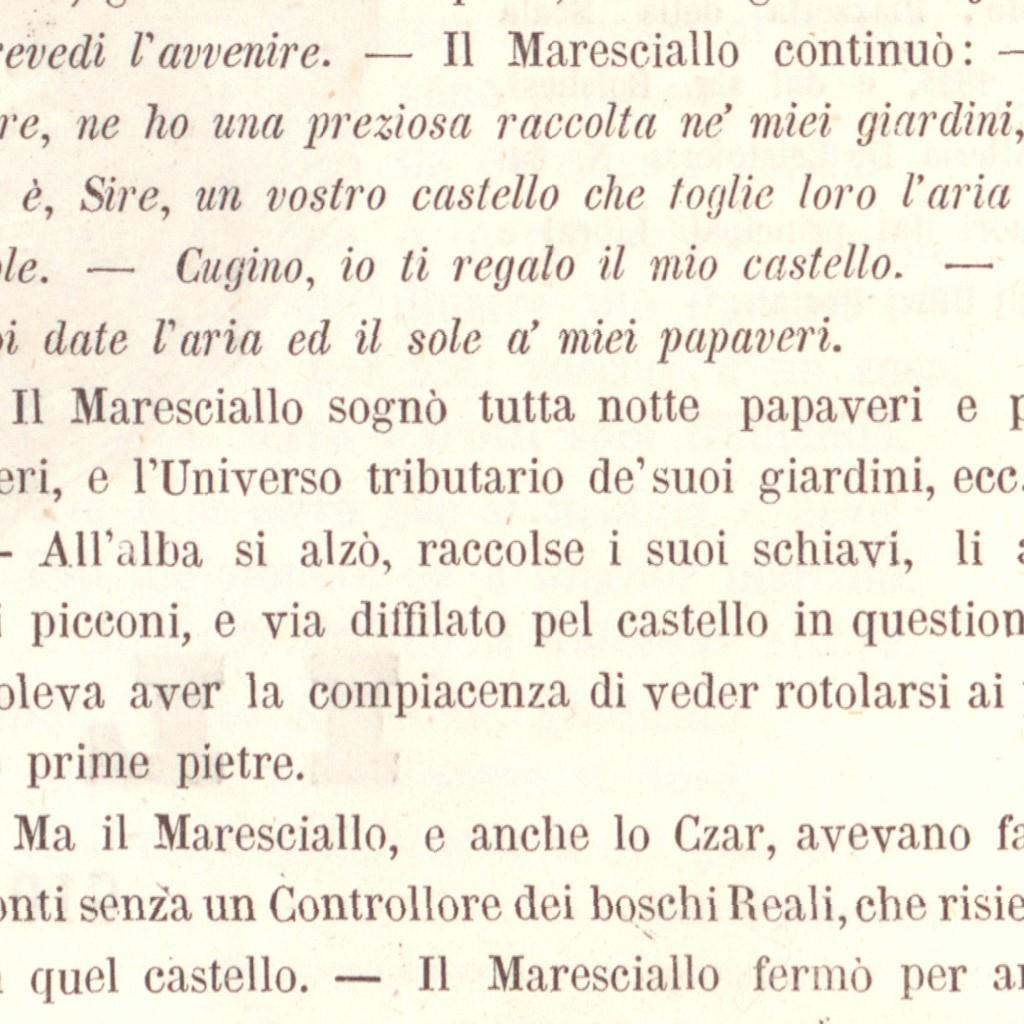 revedi l'avvenire. — Il Maresciallo continuò: —
re, ne ho una preziosa raccolta ne' miei giardini,
è, Sire, un vostro castello che toglie loro l'aria
le. — Cugino, io ti regalo il mio castello. —
oi date l'aria ed il sole a' miei papaveri.
Il Maresciallo sognò tutta notte papaveri e p
eri, e l'Universo tributario de' suoi giardini, ecc.
— All'alba si alzò, raccolse i suoi schiavi, li a
i picconi, e via diffilato pel castello in question
oleva aver la compiacenza di veder rotolarsi ai
prime pietre.
Ma il Maresciallo, e anche lo Czar, avevano fa
onti senza un Controllore dei boschi Reali, che risie
quel castello. — Il Maresciallo fermò per an